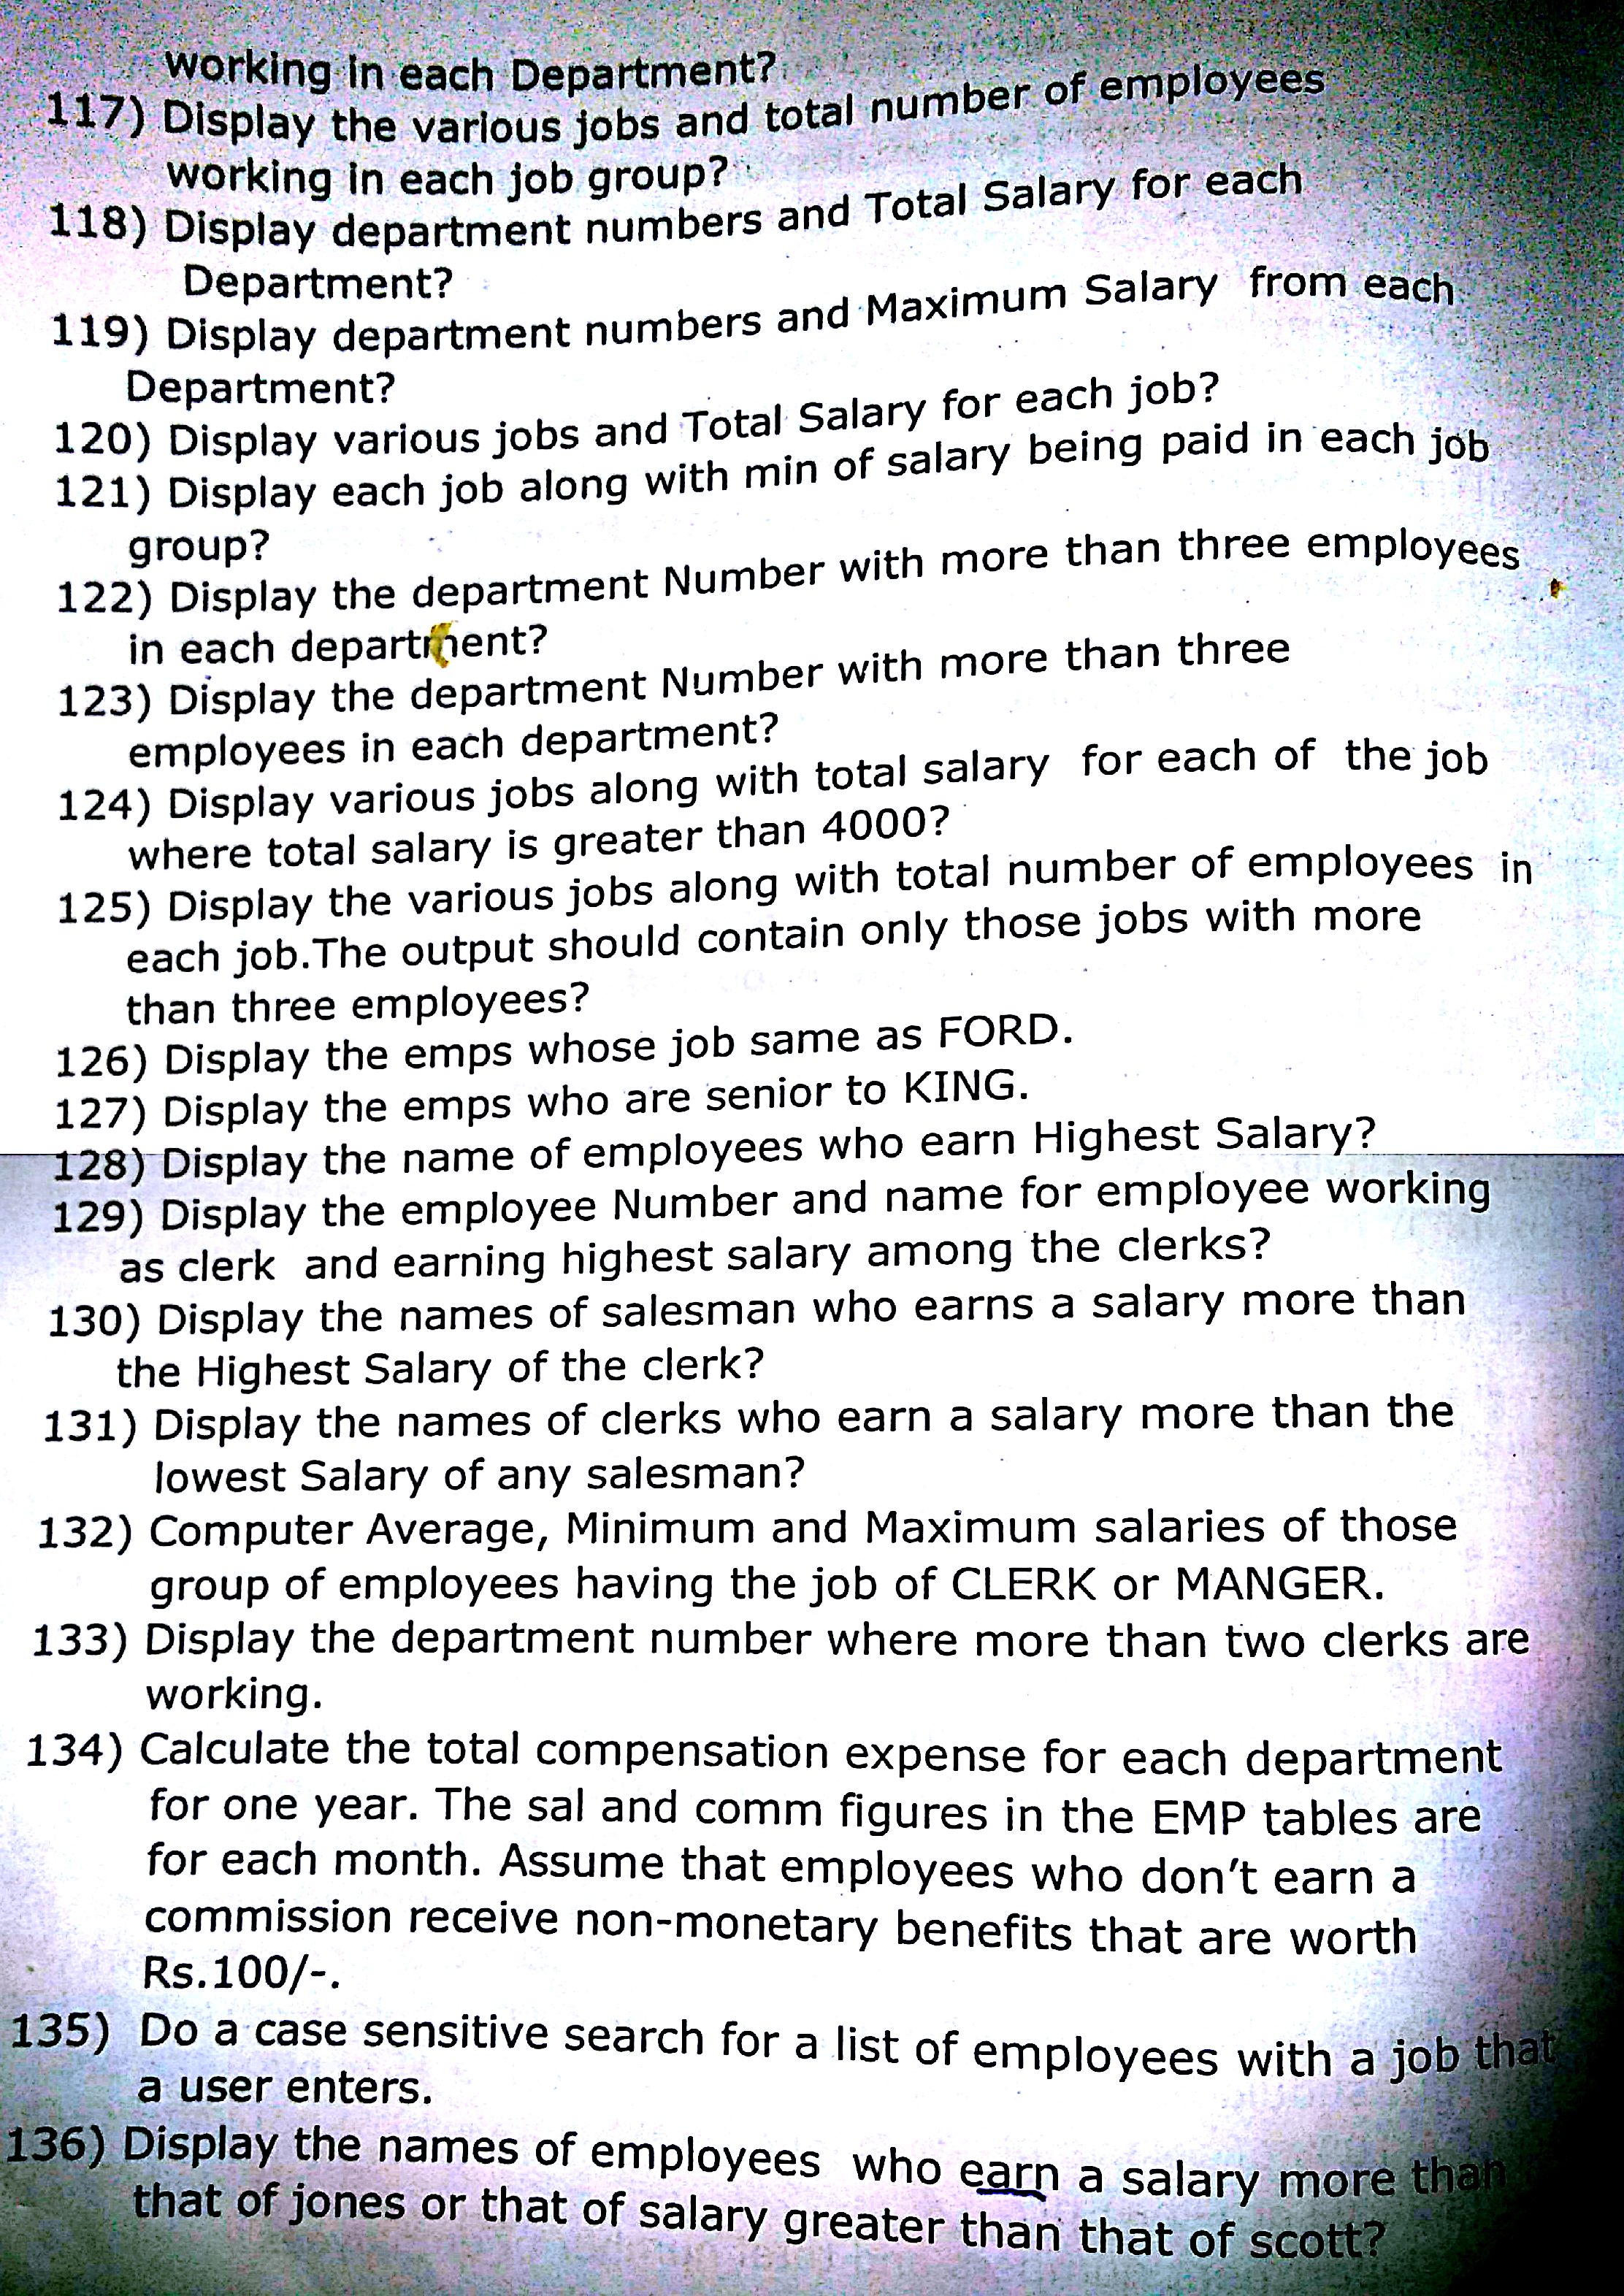 working in each Department?
117) Display the various jobs and total number of employees
working in each job group?
118) Display department numbers and Total Salary for each
Department?
119) Display department numbers and Maximum Salary from each
Department?
120) Display various jobs and Total Salary for each job?
121) Display each job along with min of salary being paid in each job
group?
122) Display the department Number with more than three employees
in each department?
123) Display the department Number with more than three
employees in each department?
124) Display various jobs along with total salary for each of the job
where total salary is greater than 4000?
125) Display the various jobs along with total number of employees in
each job.The output should contain only those jobs with more
than three employees?
126) Display the emps whose job same as FORD.
127) Display the emps who are senior to KING.
128) Display the name of employees who earn Highest Salary?
129) Display the employee Number and name for employee working
as clerk and earning highest salary among the clerks?
130) Display the names of salesman who earns a salary more than
the Highest Salary of the clerk?
131) Display the names of clerks who earn a salary more than the
lowest Salary of any salesman?
132) Computer Average, Minimum and Maximum salaries of those
group of employees having the job of CLERK or MANGER.
133) Display the department number where more than two clerks are
working.
134) Calculate the total compensation expense for each department
for one year. The sal and comm figures in the EMP tables are
for each month. Assume that employees who don't earn a
commission receive non-monetary benefits that are worth
Rs.100/-.
135) Do a case sensitive search for a list of employees with a job that
a user enters.
136) Display the names of employees who earn a salary more than
that of jones or that of salary greater than that of scott?